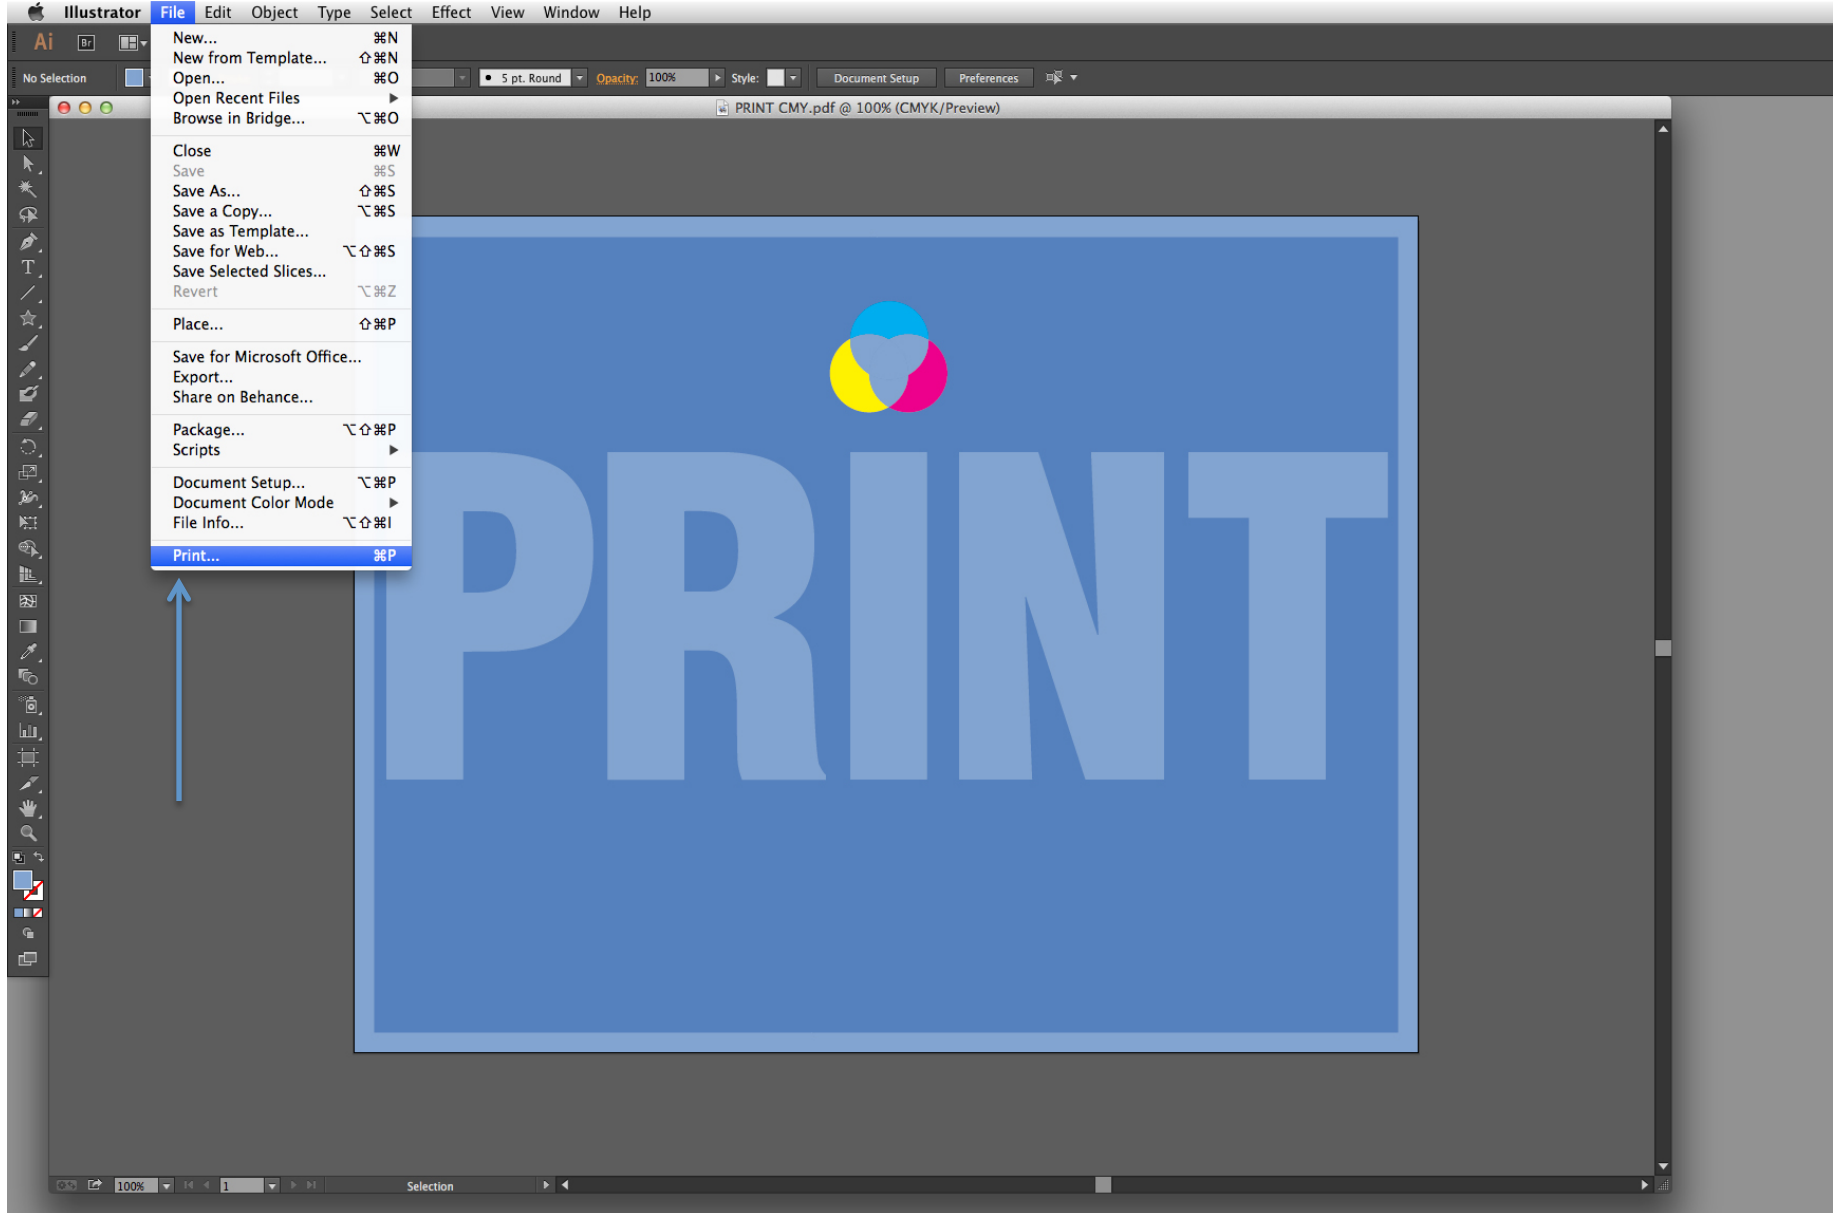 Illustrator File Edit Object Type Select Effect View Window Help
Ai Br
No Selection 5 pt. Round Opacity: 100% Style: Document Setup Preferences
PRINT CMY.pdf @ 100% (CMYK/Preview)
New... ⌘N
New from Template... ⇧⌘N
Open... ⌘O
Open Recent Files
Browse in Bridge... ⌥⌘O
Close ⌘W
Save ⌘S
Save As... ⇧⌘S
Save a Copy... ⌥⌘S
Save as Template...
Save for Web... ⌥⇧⌘S
Save Selected Slices...
Revert ⌥⌘Z
Place... ⇧⌘P
Save for Microsoft Office...
Export...
Share on Behance...
Package... ⌥⇧⌘P
Scripts
Document Setup... ⌥⌘P
Document Color Mode
File Info... ⌥⇧⌘I
Print... ⌘P
PRINT
100% 1 Selection